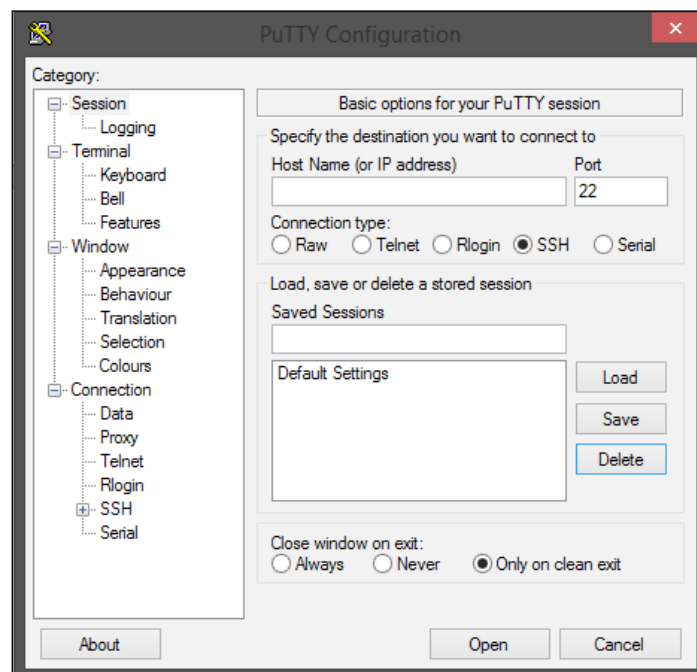 PuTTY Configuration
Category:
Session
Logging
Terminal
Keyboard
Bell
Features
Window
Appearance
Behaviour
Translation
Selection
Colours
Connection
Data
Proxy
Telnet
Rlogin
SSH
Serial
Basic options for your PuTTY session
Specify the destination you want to connect to
Host Name (or IP address) Port
22
Connection type:
Raw Telnet Rlogin SSH Serial
Load, save or delete a stored session
Saved Sessions
Default Settings
Load
Save
Delete
Close window on exit:
Always Never Only on clean exit
About Open Cancel